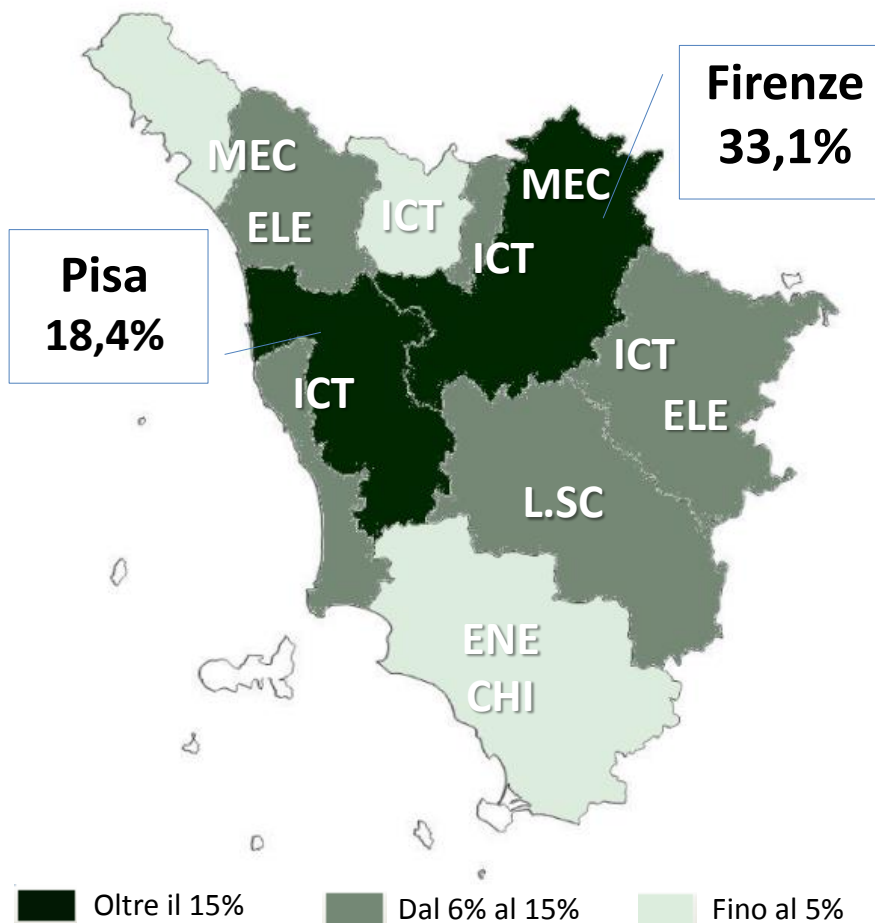 Firenze
33,1%
MEC
MEC
ICT
ELE
ICT
Pisa
18,4%
ICT
ICT
ELE
L.SC
ENE
CHI
Oltre il 15%
Dal 6% al 15%
Fino al 5%